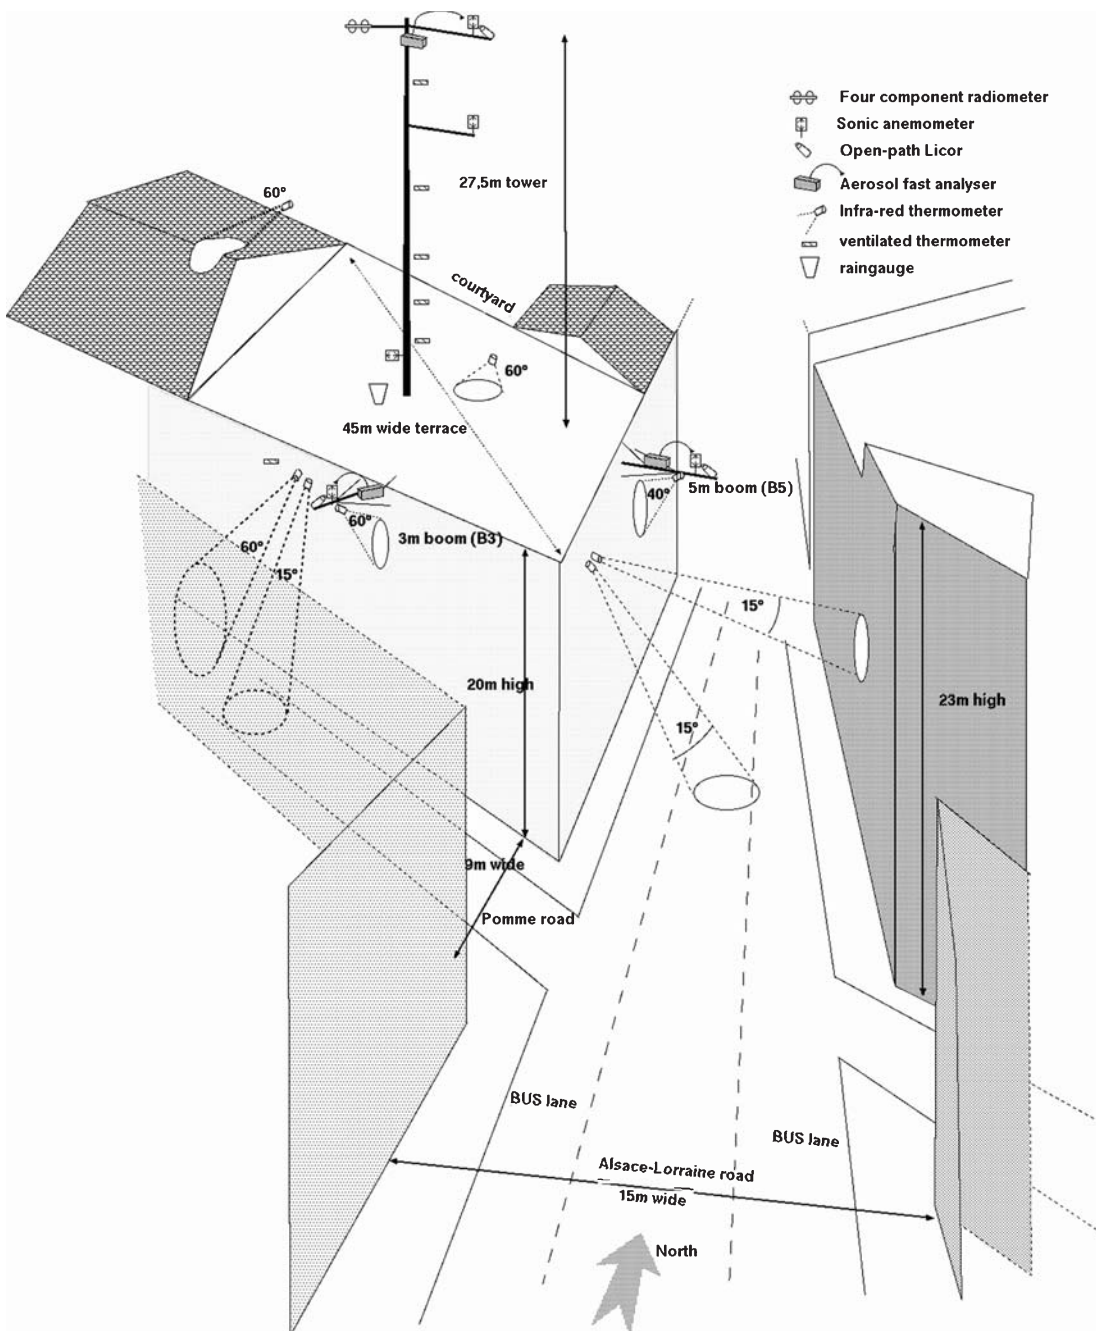 Four component radiometer
Sonic anemometer
Open-path Licor
Aerosol fast analyser
Infra-red thermometer
ventilated thermometer
raingauge
27,5m tower
60°
courtyard
60°
45m wide terrace
5m boom (B5)
40°
60°
3m boom (B3)
60°
15°
15°
20m high
23m high
15°
9m wide
Pomme road
BUS lane
BUS lane
Alsace-Lorraine road
15m wide
North